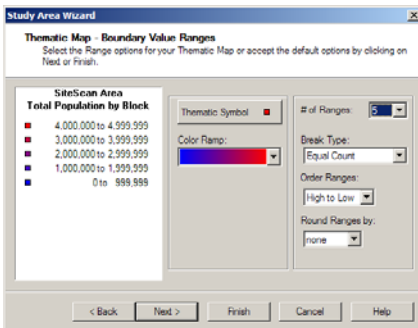 Study Area Wizard
Thematic Map - Boundary Value Ranges
Select the Range options for your Thematic Map or accept the default options by clicking on
Next or Finish.
SiteScan Area
Total Population by Block
4,000,000 to 4,999,999
3,000,000 to 3,999,999
2,000,000 to 2,999,999
1,000,000 to 1,999,999
0 to 999,999
Thematic Symbol
Color Ramp:
# of Ranges: 5
Break Type:
Equal Count
Order Ranges:
High to Low
Round Ranges by:
none
< Back
Next >
Finish
Cancel
Help